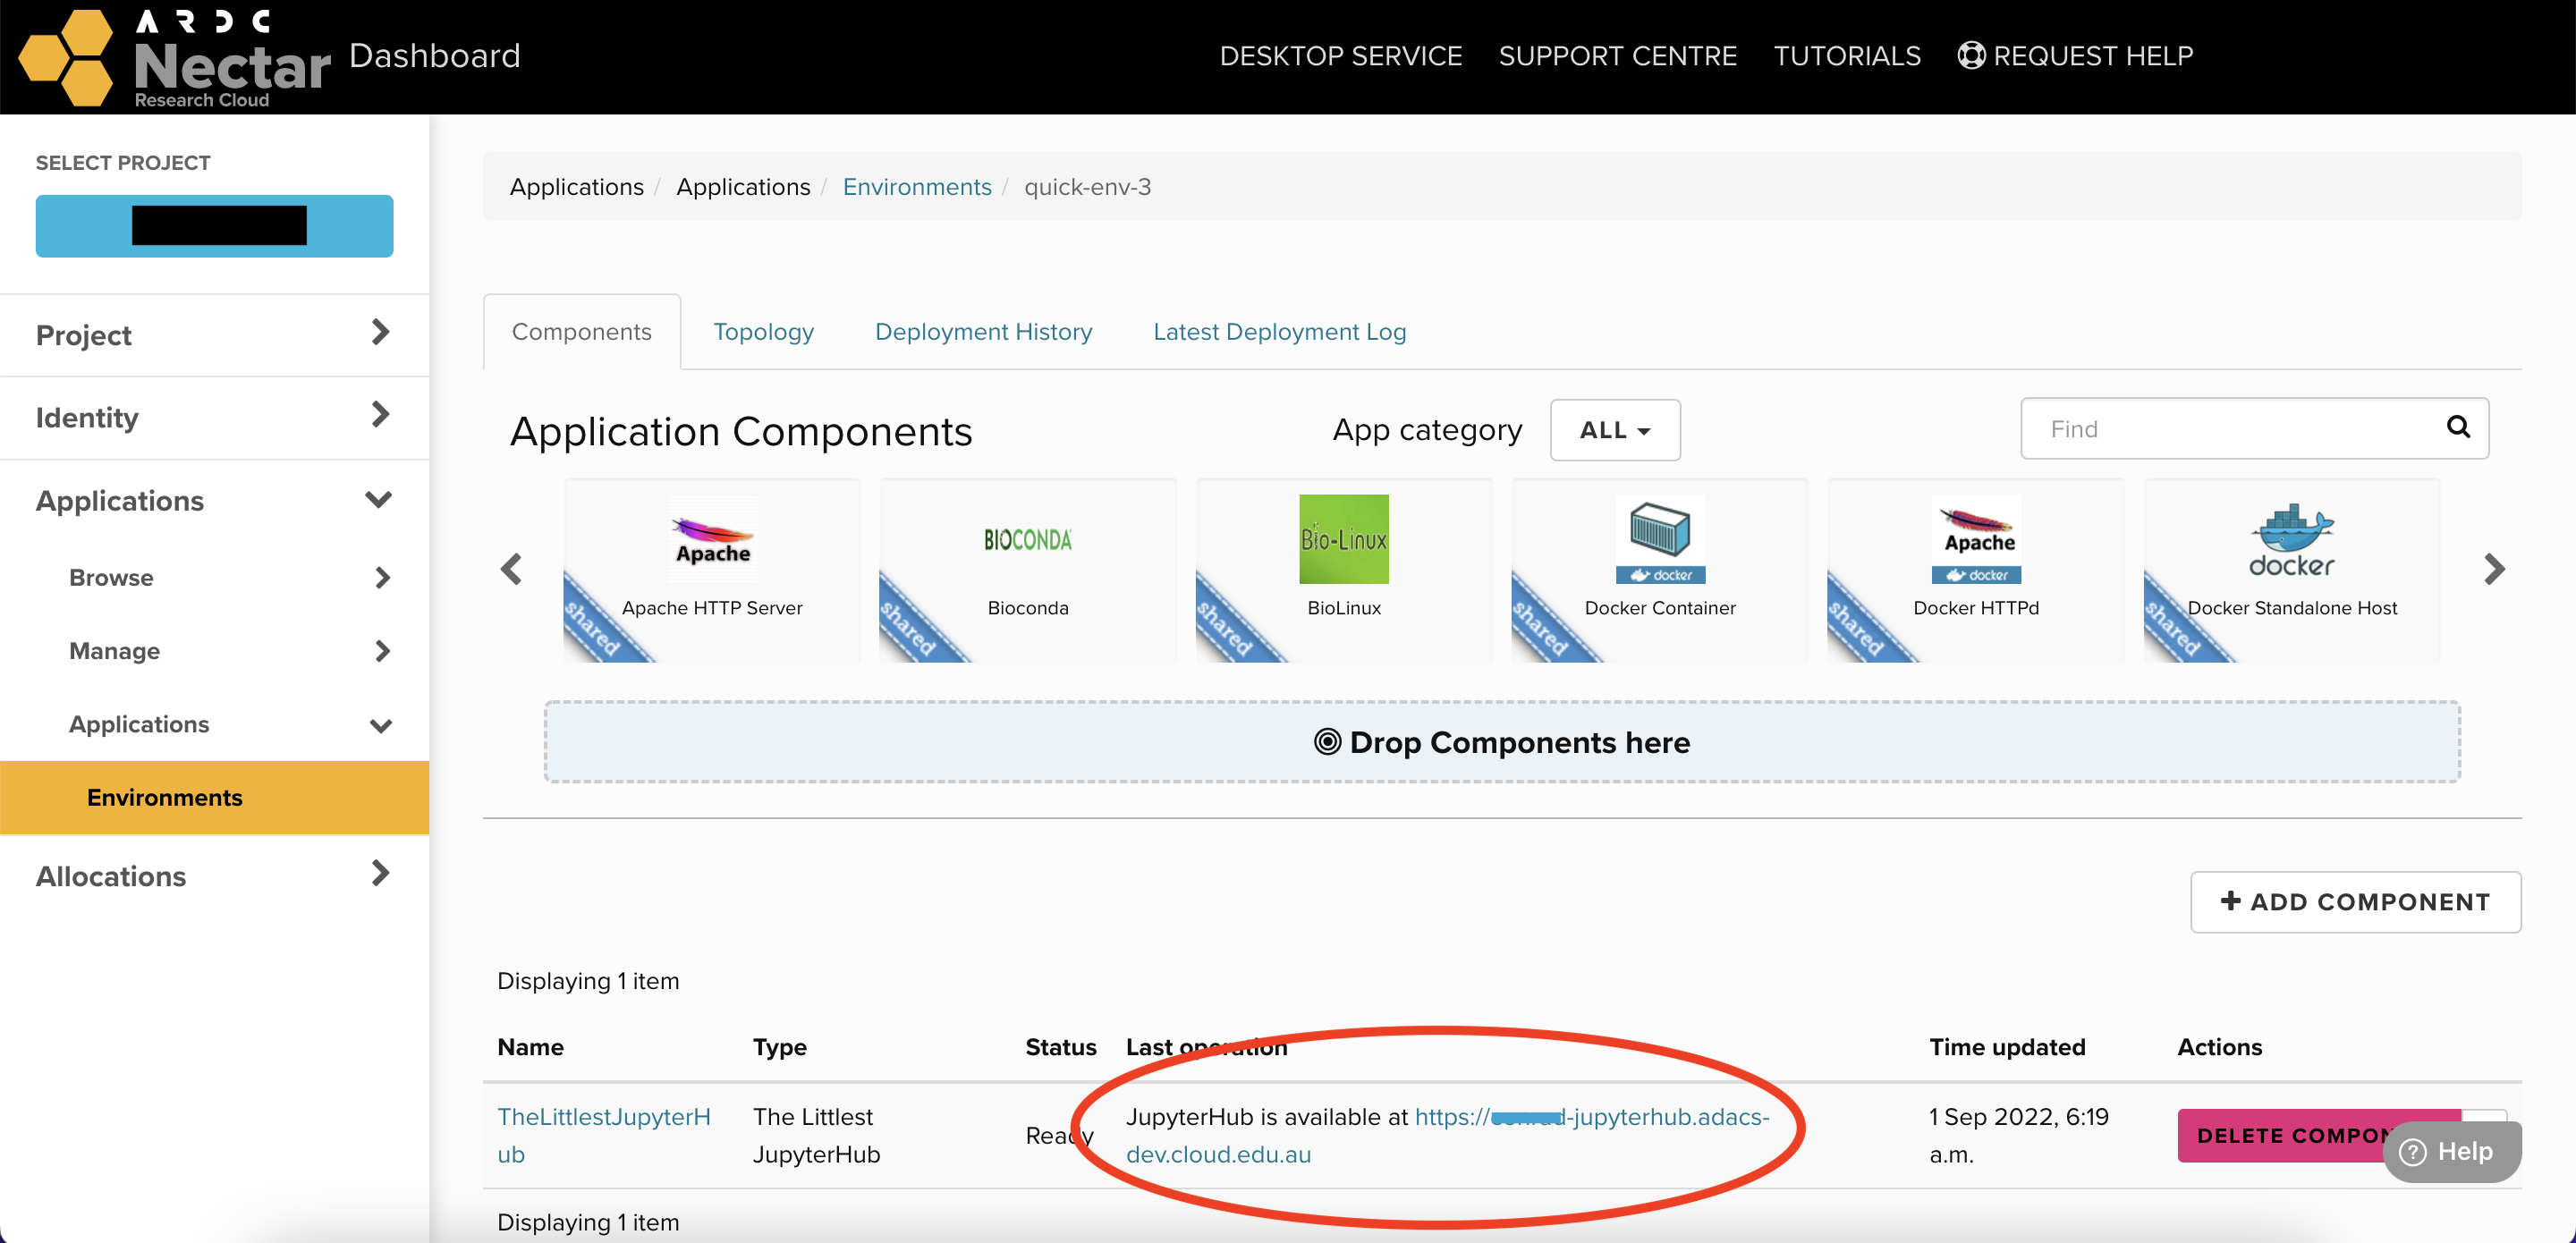 ARDC
Nectar
Research Cloud
Dashboard
DESKTOP SERVICE
SUPPORT CENTRE
TUTORIALS
REQUEST HELP
SELECT PROJECT
Project
Identity
Applications
Browse
Manage
Applications
Environments
Allocations
Applications / Applications / Environments / quick-env-3
Components
Topology
Deployment History
Latest Deployment Log
Application Components
App category
ALL
Find
Apache
shared
Apache HTTP Server
BIOCONDA
shared
Bioconda
Bio-Linux
shared
BioLinux
docker
shared
Docker Container
Apache
docker
shared
Docker HTTPd
docker
shared
Docker Standalone Host
Drop Components here
+ ADD COMPONENT
Displaying 1 item
Name Type Status Last operation Time updated Actions
TheLittlestJupyterH
ub
The Littlest
JupyterHub
Ready
JupyterHub is available at https://-jupyterhub.adacs-
dev.cloud.edu.au
1 Sep 2022, 6:19
a.m.
DELETE COMPON
? Help
Displaying 1 item